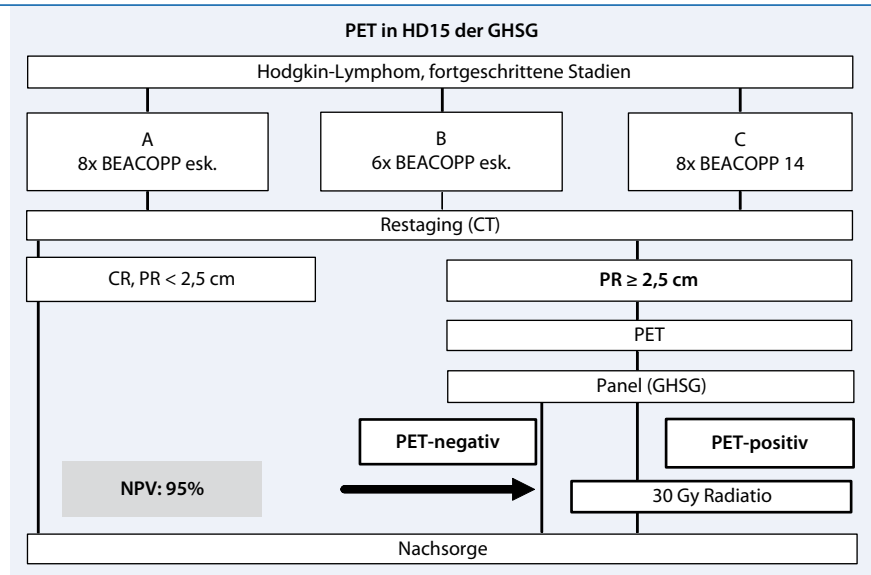 PET in HD15 der GHSG
Hodgkin-Lymphom, fortgeschrittene Stadien
A
8x BEACOPP esk.
B
6x BEACOPP esk.
C
8x BEACOPP 14
Restaging (CT)
CR, PR < 2,5 cm
PR ≥ 2,5 cm
PET
Panel (GHSG)
PET-negativ
PET-positiv
NPV: 95%
30 Gy Radiatio
Nachsorge